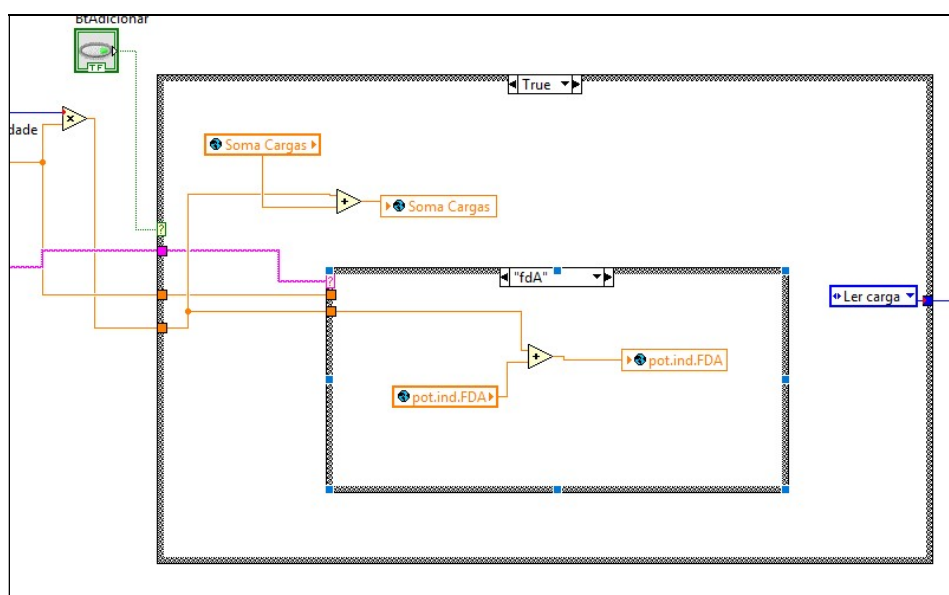 BtAdicionar
TF
True
dade
Soma Cargas
Soma Cargas
"fdA"
Ler carga
pot.ind.FDA
pot.ind.FDA